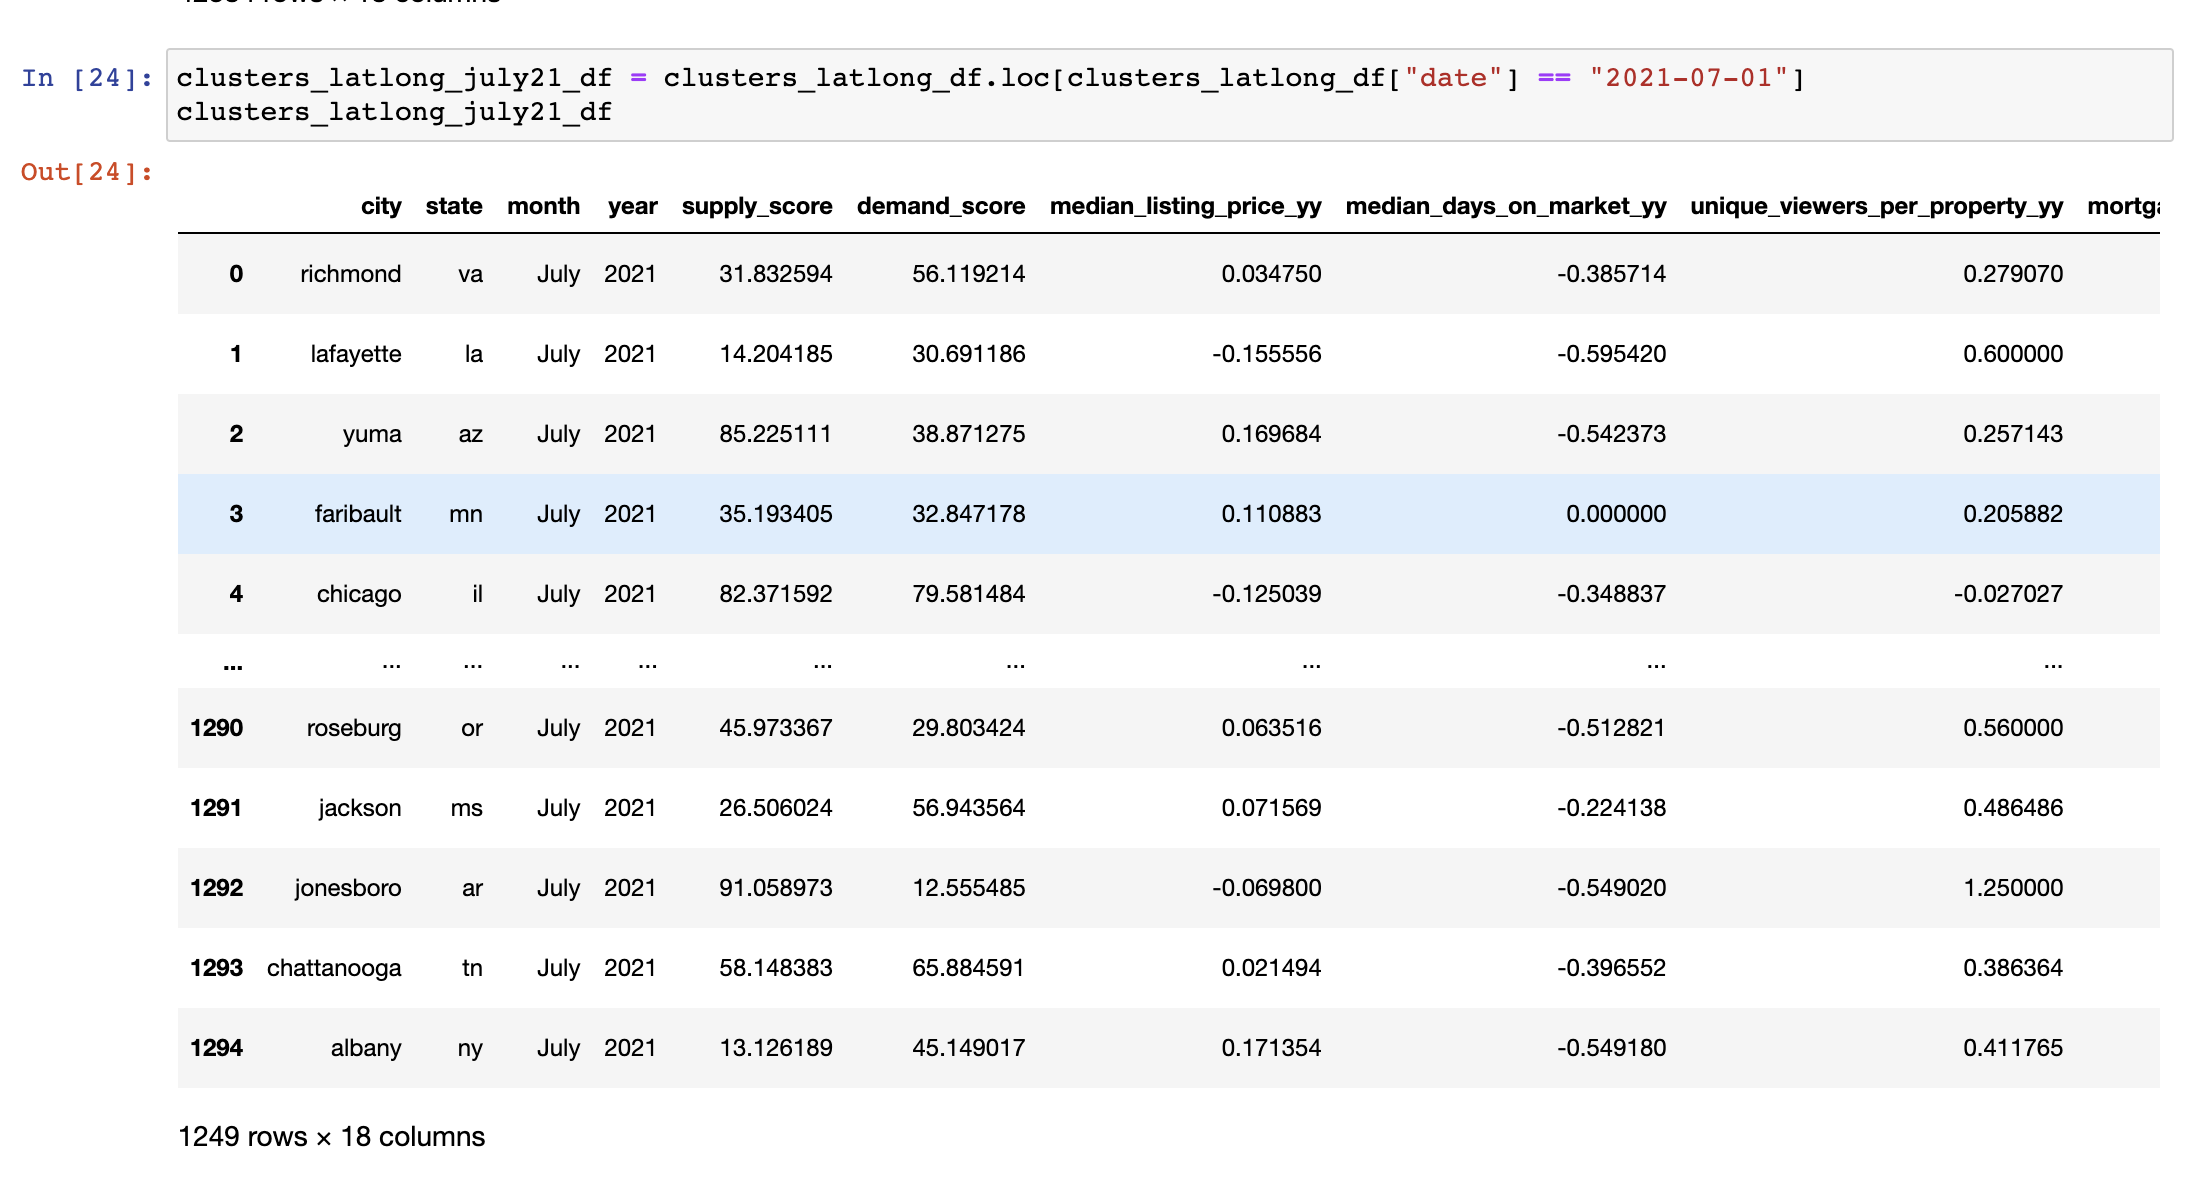 In [24]: clusters_latlong_july21_df = clusters_latlong_df.loc[clusters_latlong_df["date"] == "2021-07-01"]
clusters_latlong_july21_df
Out[24]:
city state month year supply_score demand_score median_listing_price_yy median_days_on_market_yy unique_viewers_per_property_yy
0 richmond va July 2021 31.832594 56.119214 0.034750 -0.385714 0.279070
1 lafayette la July 2021 14.204185 30.691186 -0.155556 -0.595420 0.600000
2 yuma az July 2021 85.225111 38.871275 0.169684 -0.542373 0.257143
3 faribault mn July 2021 35.193405 32.847178 0.110883 0.000000 0.205882
4 chicago il July 2021 82.371592 79.581484 -0.125039 -0.348837 -0.027027
... ... ... ... ... ... ... ... ... ...
1290 roseburg or July 2021 45.973367 29.803424 0.063516 -0.512821 0.560000
1291 jackson ms July 2021 26.506024 56.943564 0.071569 -0.224138 0.486486
1292 jonesboro ar July 2021 91.058973 12.555485 -0.069800 -0.549020 1.250000
1293 chattanooga tn July 2021 58.148383 65.884591 0.021494 -0.396552 0.386364
1294 albany ny July 2021 13.126189 45.149017 0.171354 -0.549180 0.411765
1249 rows × 18 columns